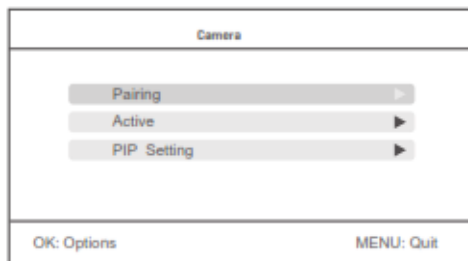 Camera
Pairing
Active
PIP Setting
OK: Options MENU: Quit